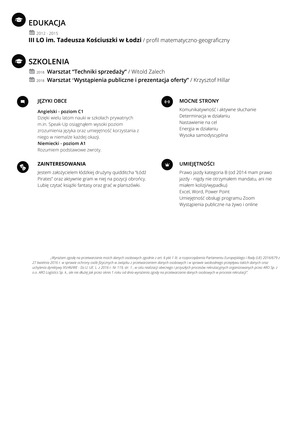 EDUKACJA
2012 - 2015
III LO im. Tadeusza Kościuszki w Łodzi / profil matematyczno-geograficzny
SZKOLENIA
2019 Warsztat "Techniki sprzedaży" / Witold Zalech
2019 Warsztat "Wystąpienia publiczne i prezentacja oferty" / Krzysztof Hillar
JĘZYKI OBCE
Angielski - poziom C1
Dzięki wielu latom nauki w szkołach prywatnych
m.in. Speak Up osiągnąłem wysoki poziom
zrozumienia języka oraz umiejętność korzystania z
niego w niemalże każdej okazji.
Niemiecki - poziom A1
Rozumiem podstawowe zwroty.
MOCNE STRONY
Komunikatywność i aktywne słuchanie
Determinacja w działaniu
Nastawienie na cel
Energia w działaniu
Wysoka samodyscyplina
ZAINTERESOWANIA
Jestem założycielem łódzkiej drużyny quidditcha "Łódź
Pirates" oraz aktywnie gram w niej na pozycji obrońcy.
Lubię czytać książki fantasy oraz grać w planszówki.
UMIEJĘTNOŚCI
Prawo jazdy kategoria B (od 2014 mam prawo
jazdy - nigdy nie otrzymałem mandatu, ani nie
miałem kolizji/wypadku)
Excel, Word, Power Point
Umiejętność obsługi programu Zoom
Wystąpienia publiczne na żywo i online